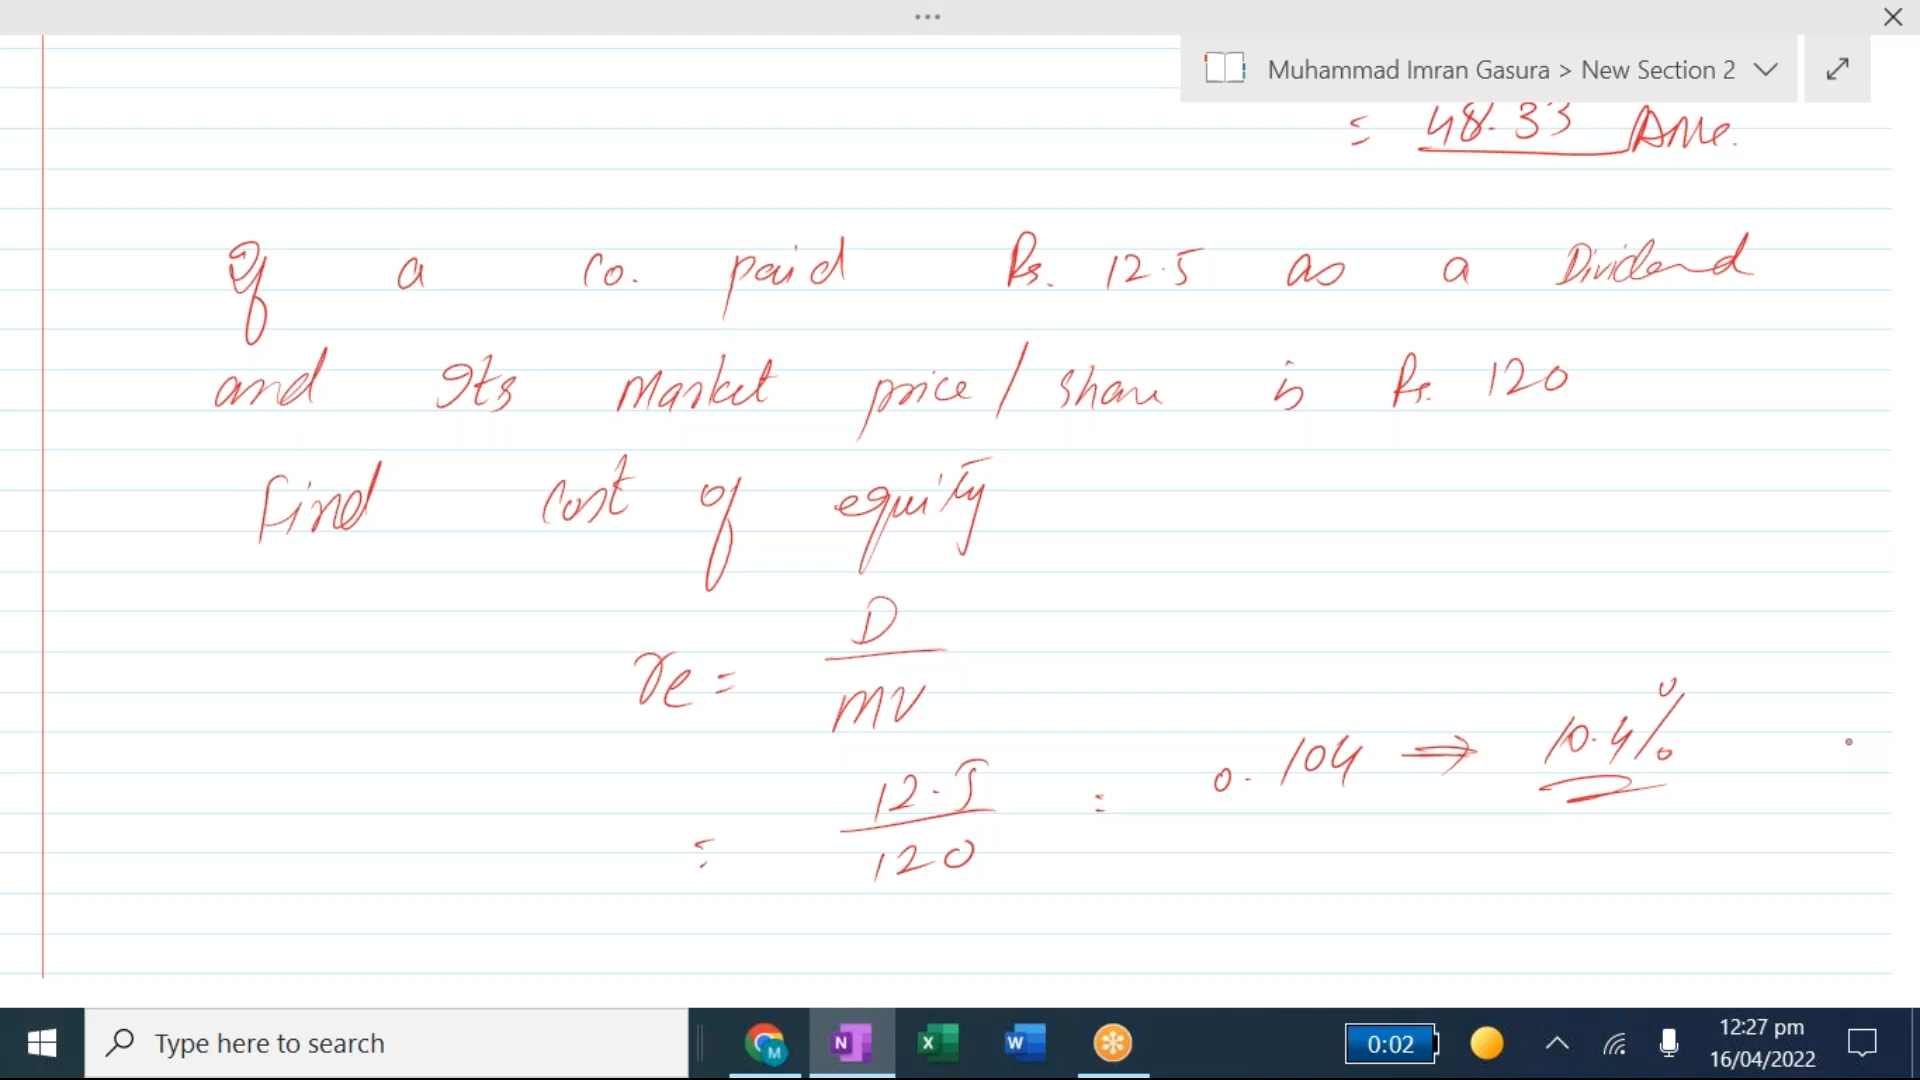 Muhammad Imran Gasura > New Section 2
= 48.33 Ans.
If a co. paid Rs. 12.5 as a Dividend
and Its Market price/share is Rs. 120
Find cost of equity
re = D
MV
= 12.5 = 0.104 ⇒ 10.4%
120
Type here to search
0:02
12:27 pm
16/04/2022